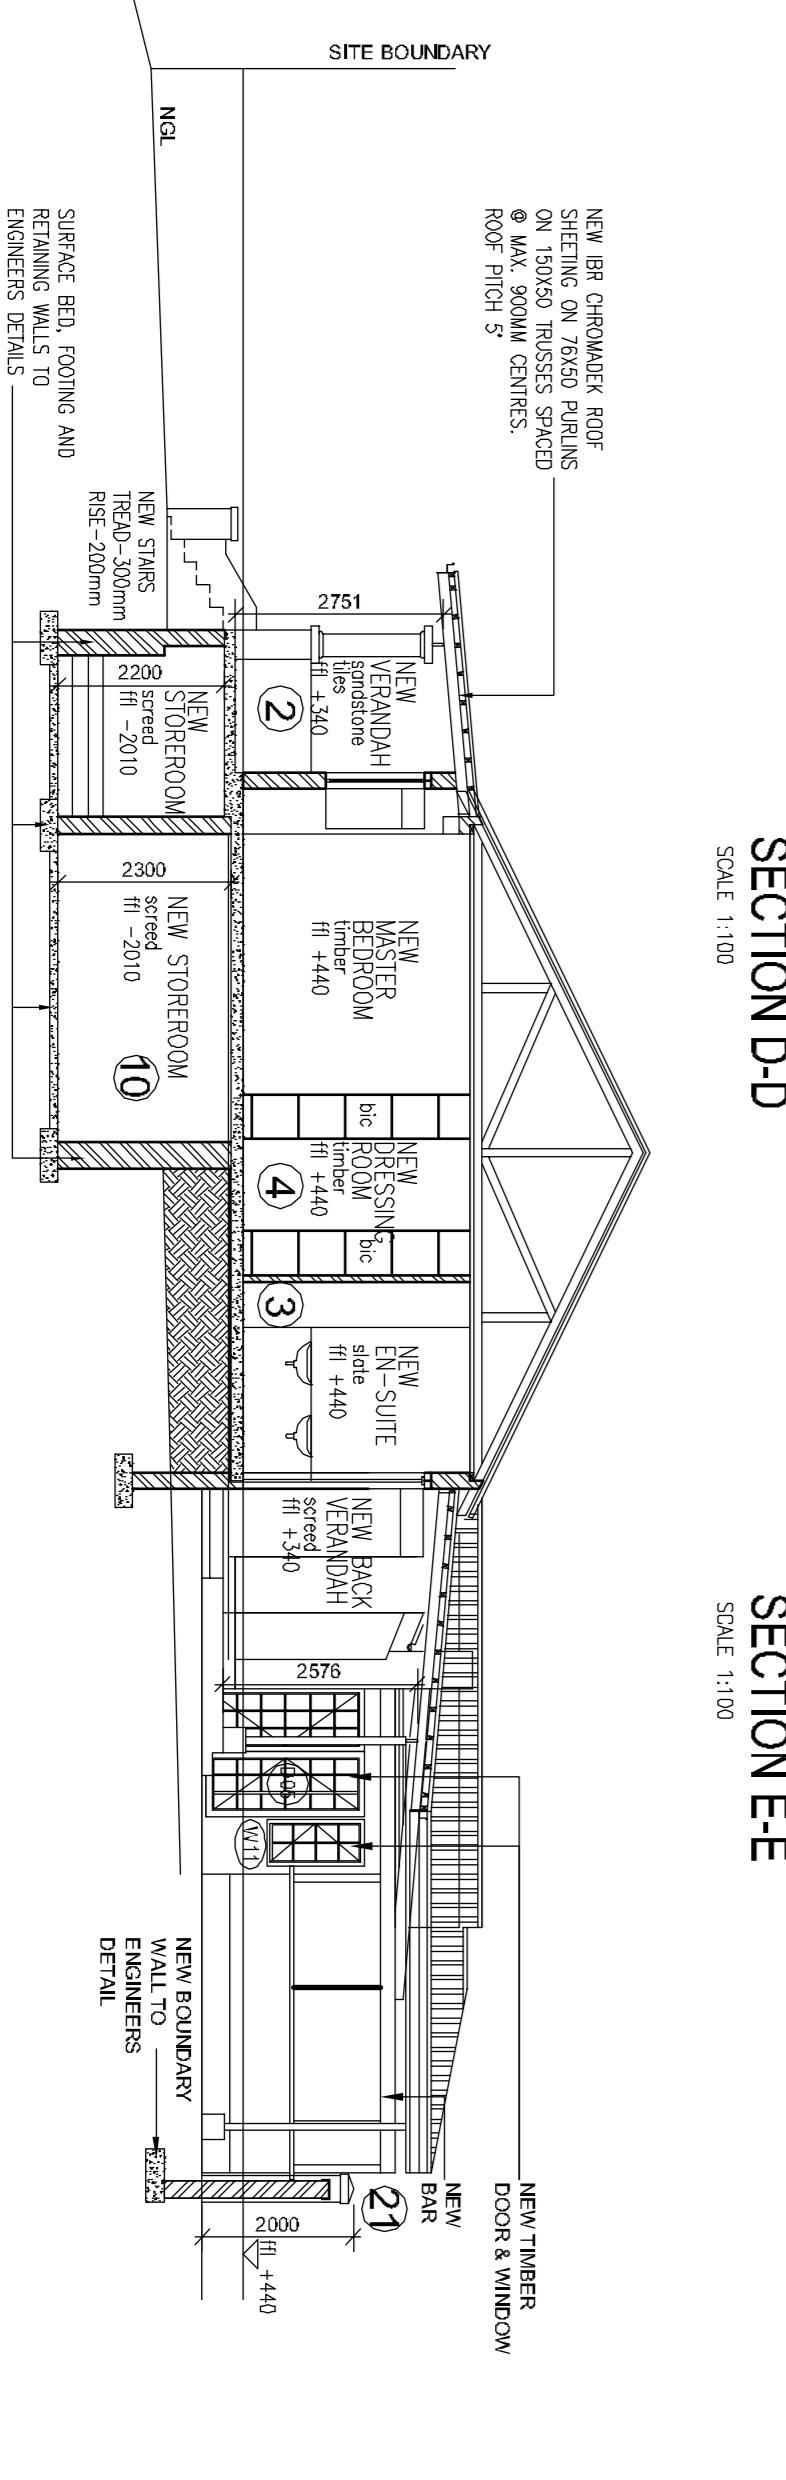 SECTION D-D
SCALE 1:100
SECTION E-E
SCALE 1:100
SITE BOUNDARY
NGL
NEW IBR CHROMADEK ROOF
SHEETING ON 76X50 PURLINS
ON 150X50 TRUSSES SPACED
@ MAX. 900MM CENTRES.
ROOF PITCH 5°
SURFACE BED, FOOTING AND
RETAINING WALLS TO
ENGINEERS DETAILS
NEW STAIRS
TREAD-300mm
RISE-200mm
2751
NEW
VERANDAH
sandstone
tiles
ffl +340
2
2200
NEW
STOREROOM
screed
ffl -2010
2300
NEW STOREROOM
screed
ffl -2010
10
NEW
MASTER
BEDROOM
timber
ffl +440
bic
NEW
DRESSING
ROOM
timber
ffl +440
4
bic
3
NEW
EN-SUITE
slate
ffl +440
NEW BACK
VERANDAH
screed
ffl +340
2576
D05
W11
NEW TIMBER
DOOR & WINDOW
NEW
BAR
21
NEW BOUNDARY
WALL TO
ENGINEERS
DETAIL
2000
ffl +440